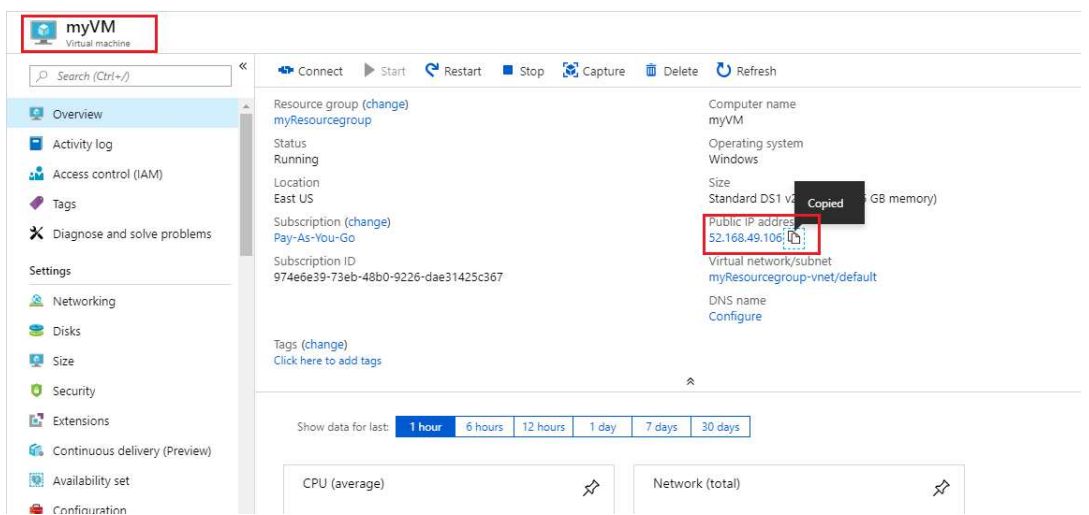 myVM
Virtual machine
Search (Ctrl+/)
«
Overview
Activity log
Access control (IAM)
Tags
Diagnose and solve problems
Settings
Networking
Disks
Size
Security
Extensions
Continuous delivery (Preview)
Availability set
Configuration
Connect Start Restart Stop Capture Delete Refresh
Resource group (change)
myResourcegroup
Status
Running
Location
East US
Subscription (change)
Pay-As-You-Go
Subscription ID
974e6e39-73eb-48b0-9226-dae31425c367
Tags (change)
Click here to add tags
Computer name
myVM
Operating system
Windows
Size
Standard DS1 GB memory)
Copied
Public IP
52.168.49.106
Virtual network/subnet
myResourcegroup-vnet/default
DNS name
Configure
Show data for last: 1 hour 6 hours 12 hours 1 day 7 days 30 days
CPU (average)
Network (total)